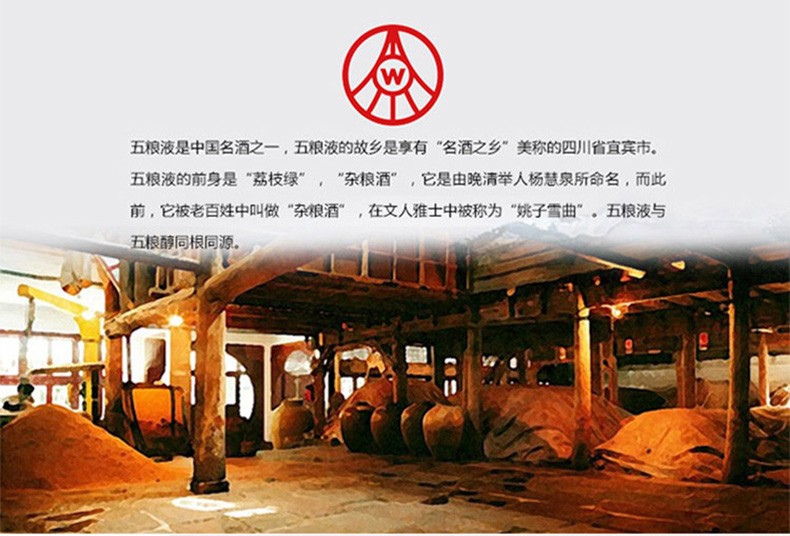 W
五粮液是中国名酒之一，五粮液的故乡是享有“名酒之乡”美称的四川省宜宾市。
五粮液的前身是“荔枝绿”，“杂粮酒”，它是由晚清举人杨慧泉所命名，而此
前，它被老百姓中叫做“杂粮酒”，在文人雅士中被称为“姚子雪曲”。五粮液与
五粮醇同根同源。